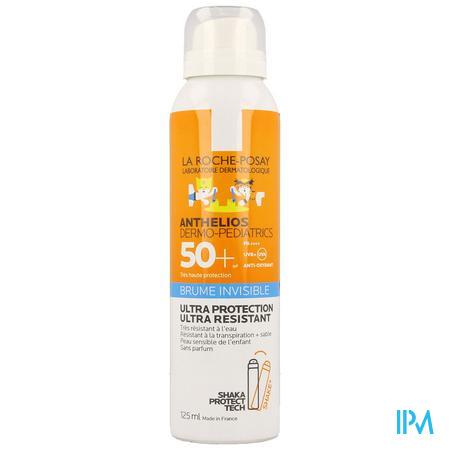 LA ROCHE-POSAY
LABORATOIRE DERMATOLOGIQUE
ANTHELIOS
DERMO-PEDIATRICS
50+
PA ++++
UVB + UVA
ANTI-OXYDANT
Très haute protection
BRUME INVISIBLE
ULTRA PROTECTION
ULTRA RESISTANT
Très résistant à l'eau
Résistant à la transpiration + sable
Peau sensible de l'enfant
Sans parfum
SHAKA
PROTECT
TECH
SHAKE+
125ml Made in France
IPM